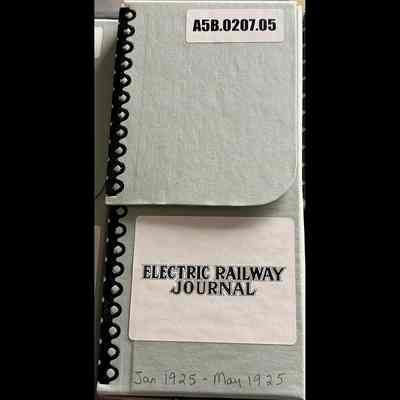 A5B.0207.05
ELECTRIC RAILWAY
JOURNAL
Jan 1925 - May 1925